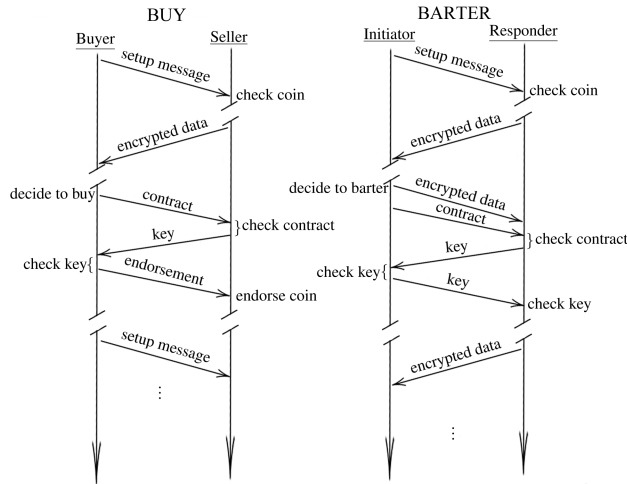 BUY
Buyer
Seller
setup message
check coin
encrypted data
decide to buy
contract
}check contract
key
check key{
endorsement
endorse coin
setup message
⋮
BARTER
Initiator
Responder
setup message
check coin
encrypted data
decide to barter
encrypted data
contract
}check contract
key
check key{
key
check key
encrypted data
⋮